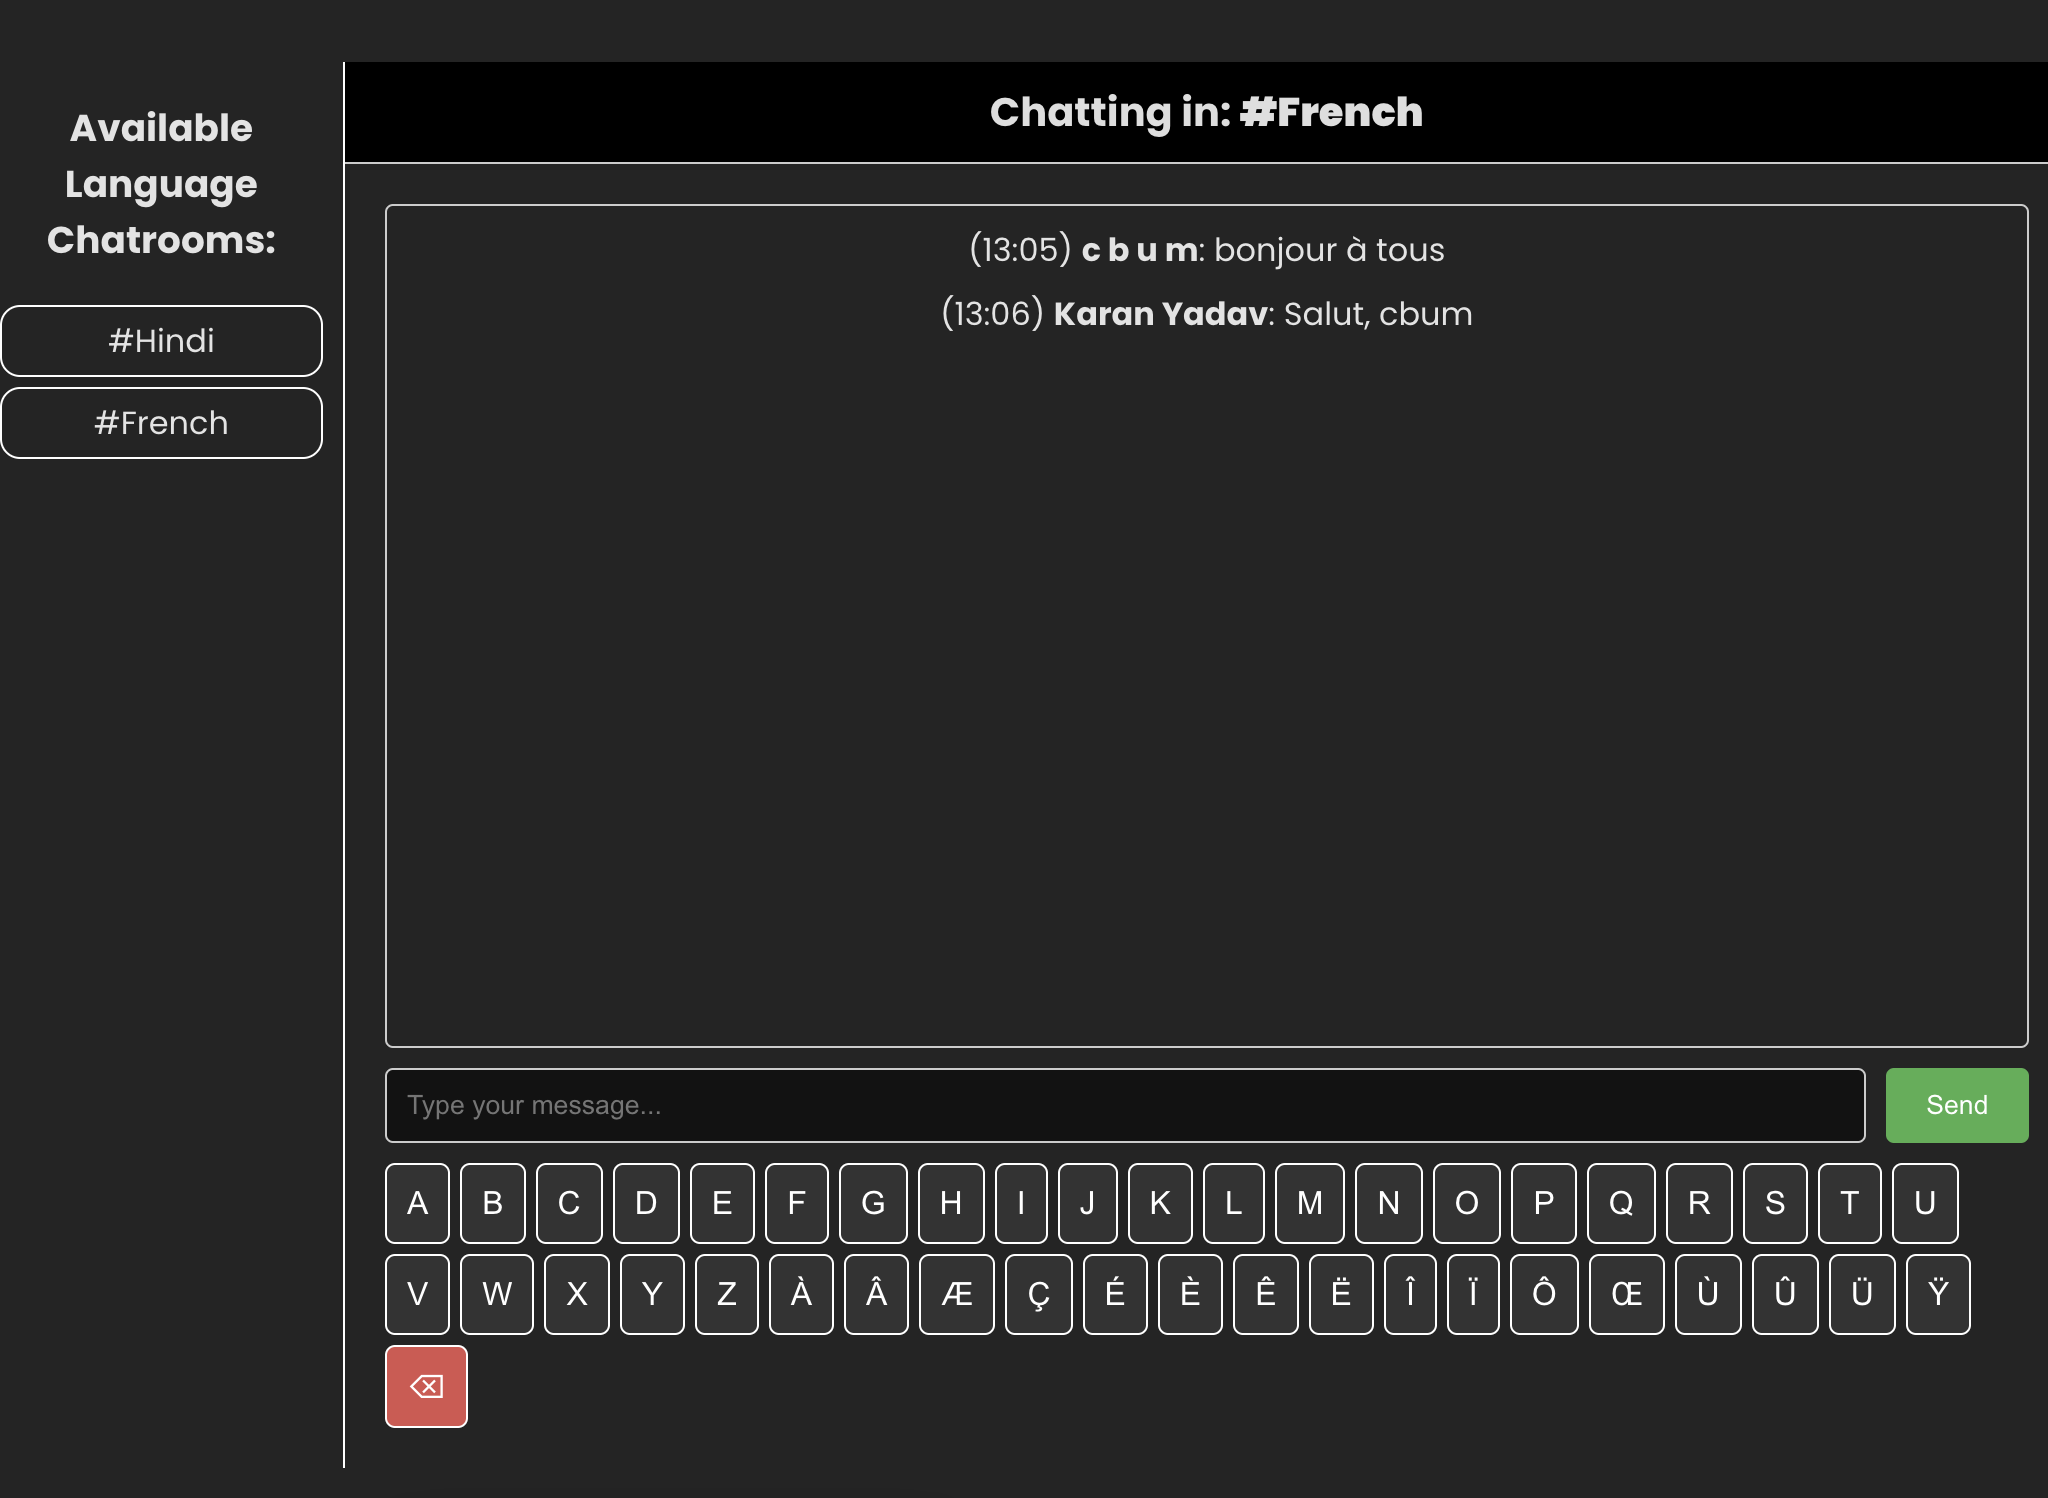 Available
Language
Chatrooms:
#Hindi
#French
Chatting in: #French
(13:05) c b u m: bonjour à tous
(13:06) Karan Yadav: Salut, cbum
Type your message...
Send
A B C D E F G H I J K L M N O P Q R S T U
V W X Y Z À Â Æ Ç É È Ê Ë Î Ï Ô Œ Ù Û Ü Ÿ
⌫